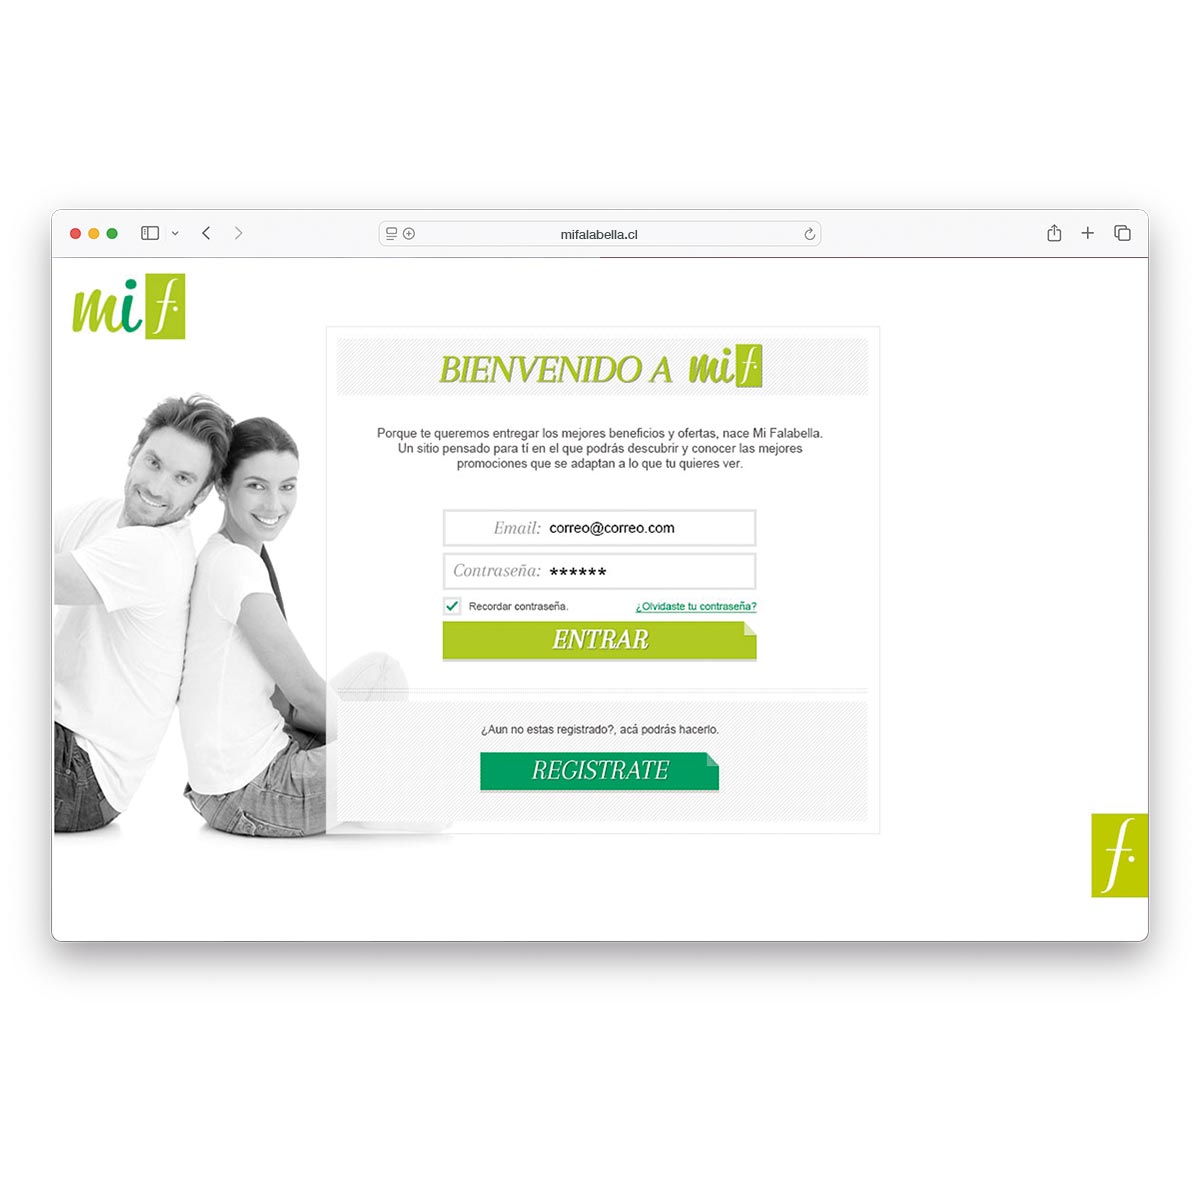 mifalabella.cl
mi f.
BIENVENIDO A mi f.
Porque te queremos entregar los mejores beneficios y ofertas, nace Mi Falabella.
Un sitio pensado para tí en el que podrás descubrir y conocer las mejores
promociones que se adaptan a lo que tu quieres ver.
Email: correo@correo.com
Contraseña: ******
Recordar contraseña. ¿Olvidaste tu contraseña?
ENTRAR
¿Aun no estas registrado?, acá podrás hacerlo.
REGISTRATE
f.